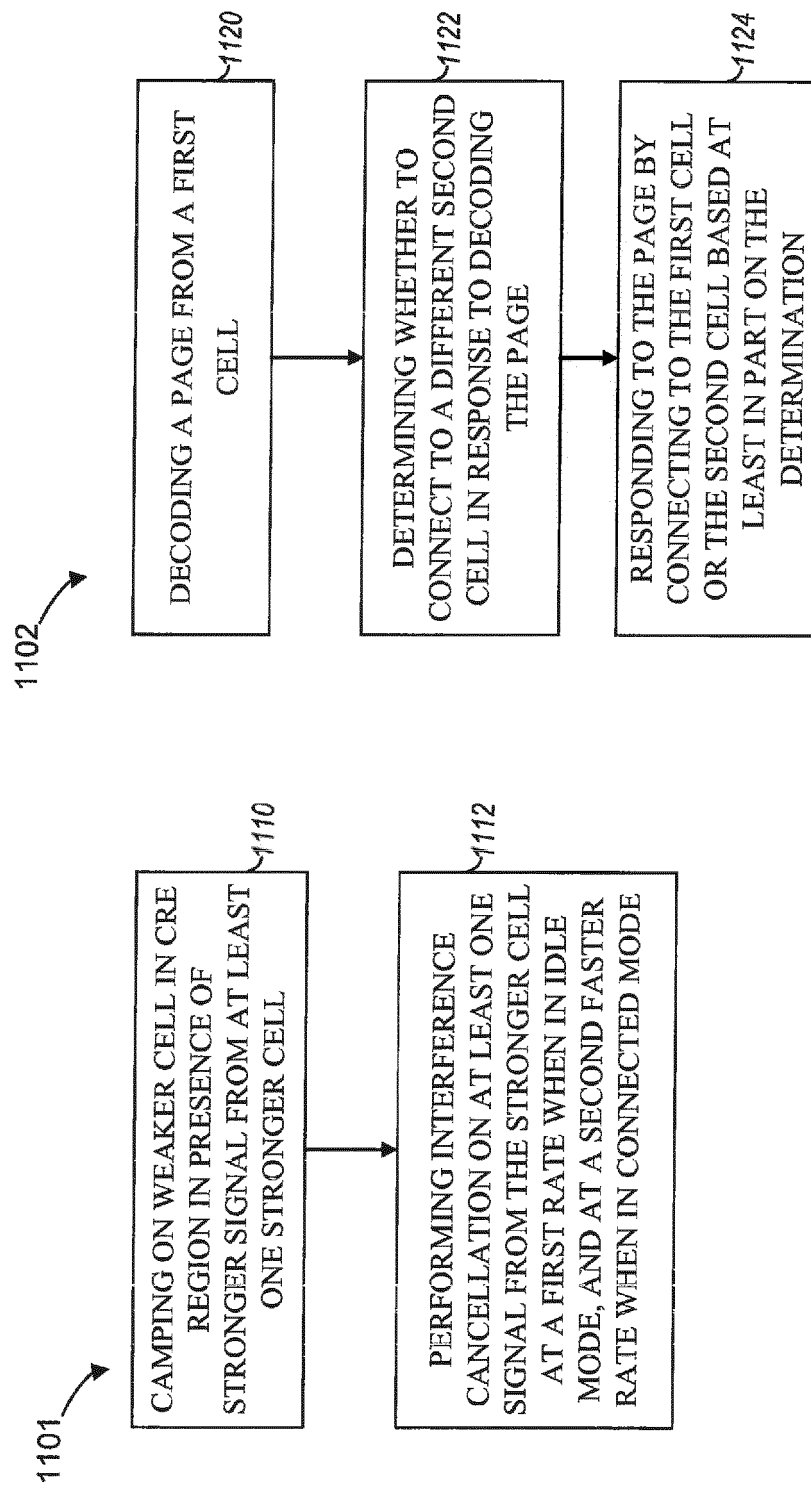 1101
CAMPING ON WEAKER CELL IN CRE
REGION IN PRESENCE OF
STRONGER SIGNAL FROM AT LEAST
ONE STRONGER CELL
1110
PERFORMING INTERFERENCE
CANCELLATION ON AT LEAST ONE
SIGNAL FROM THE STRONGER CELL
AT A FIRST RATE WHEN IN IDLE
MODE, AND AT A SECOND FASTER
RATE WHEN IN CONNECTED MODE
1112
1102
DECODING A PAGE FROM A FIRST
CELL
1120
DETERMINING WHETHER TO
CONNECT TO A DIFFERENT SECOND
CELL IN RESPONSE TO DECODING
THE PAGE
1122
RESPONDING TO THE PAGE BY
CONNECTING TO THE FIRST CELL
OR THE SECOND CELL BASED AT
LEAST IN PART ON THE
DETERMINATION
1124